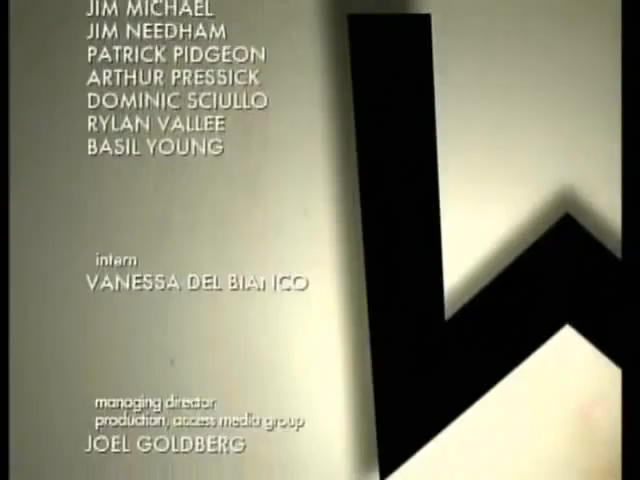 JIM MICHAEL
JIM NEEDHAM
PATRICK PIDGEON
ARTHUR PRESSICK
DOMINIC SCIULLO
RYLAN VALLEE
BASIL YOUNG
intern
VANESSA DEL BIANCO
managing director
production, access media group
JOEL GOLDBERG